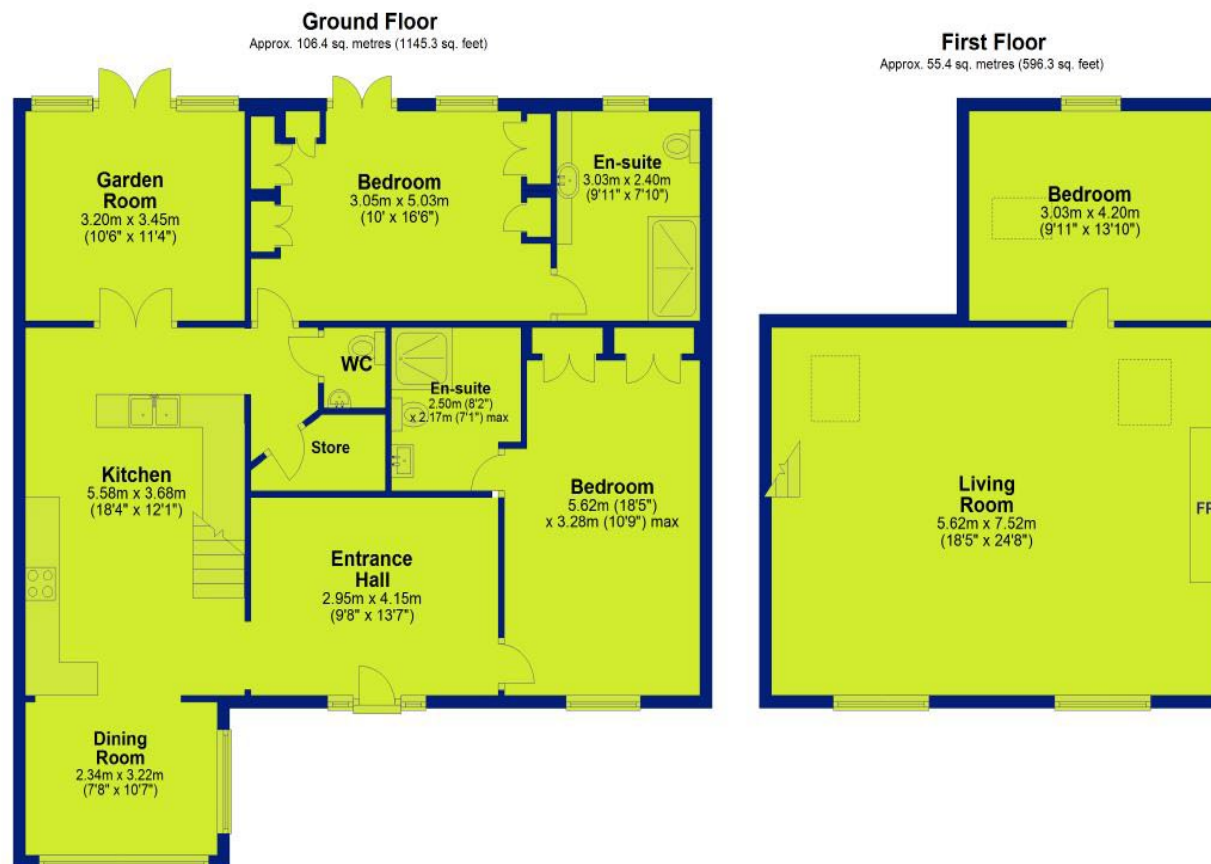 Ground Floor
Approx. 106.4 sq. metres (1145.3 sq. feet)
Garden
Room
3.20m x 3.45m
(10'6" x 11'4")
Bedroom
3.05m x 5.03m
(10' x 16'6")
En-suite
3.03m x 2.40m
(9'11" x 7'10")
WC
En-suite
2.50m (8'2")
x 2.17m (7'1") max
Store
Kitchen
5.58m x 3.68m
(18'4" x 12'1")
Bedroom
5.62m (18'5")
x 3.28m (10'9") max
Entrance
Hall
2.95m x 4.15m
(9'8" x 13'7")
Dining
Room
2.34m x 3.22m
(7'8" x 10'7")
First Floor
Approx. 55.4 sq. metres (596.3 sq. feet)
Bedroom
3.03m x 4.20m
(9'11" x 13'10")
Living
Room
5.62m x 7.52m
(18'5" x 24'8")
FP